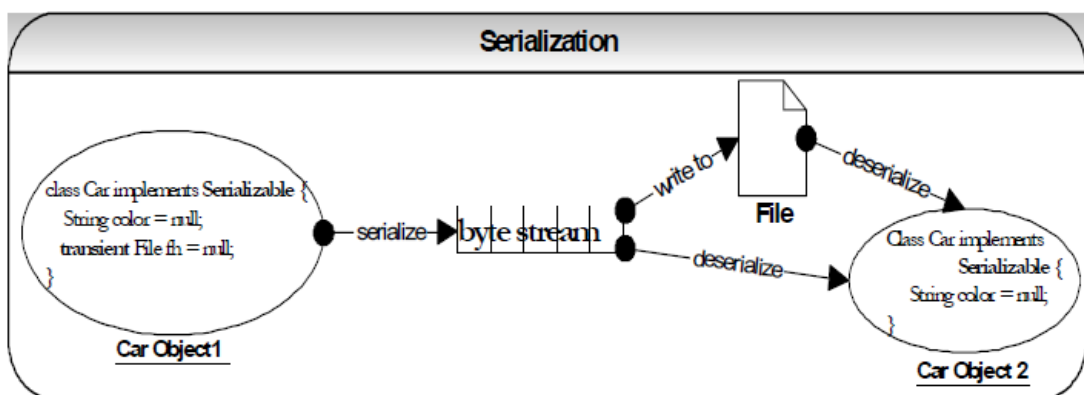 Serialization
class Car implements Serializable {
String color = null;
transient File fh = null;
}
Car Object1
serialize
byte stream
write to
File
deserialize
deserialize
Class Car implements
Serializable {
String color = null;
}
Car Object 2